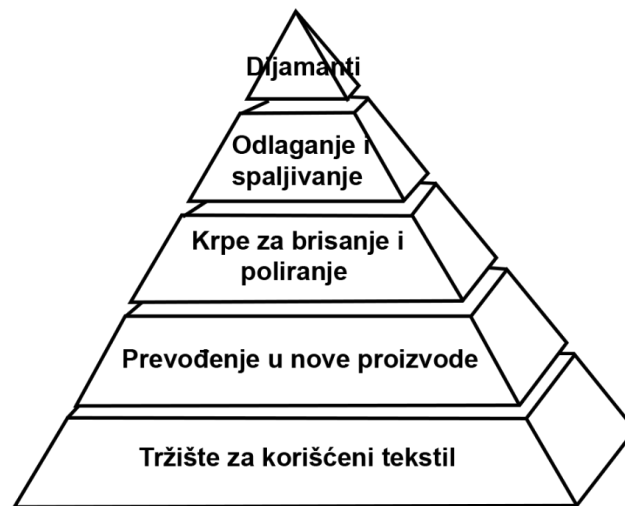 Dijamanti
Odlaganje i
spaljivanje
Krpe za brisanje i
poliranje
Prevođenje u nove proizvode
Tržište za korišćeni tekstil